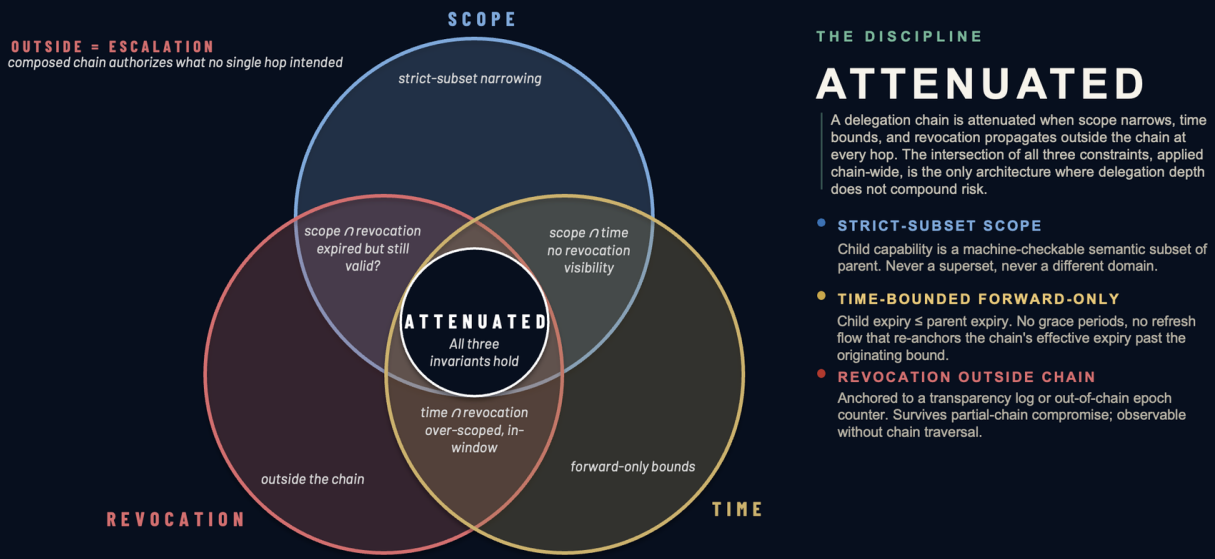 SCOPE
OUTSIDE = ESCALATION
composed chain authorizes what no single hop intended
strict-subset narrowing
scope ∩ revocation
expired but still
valid?
scope ∩ time
no revocation
visibility
ATTENUATED
All three
invariants hold
time ∩ revocation
over-scoped, in-
window
outside the chain
forward-only bounds
REVOCATION
TIME
THE DISCIPLINE
ATTENUATED
A delegation chain is attenuated when scope narrows, time
bounds, and revocation propagates outside the chain at
every hop. The intersection of all three constraints, applied
chain-wide, is the only architecture where delegation depth
does not compound risk.
STRICT-SUBSET SCOPE
Child capability is a machine-checkable semantic subset of
parent. Never a superset, never a different domain.
TIME-BOUNDED FORWARD-ONLY
Child expiry ≤ parent expiry. No grace periods, no refresh
flow that re-anchors the chain's effective expiry past the
originating bound.
REVOCATION OUTSIDE CHAIN
Anchored to a transparency log or out-of-chain epoch
counter. Survives partial-chain compromise; observable
without chain traversal.